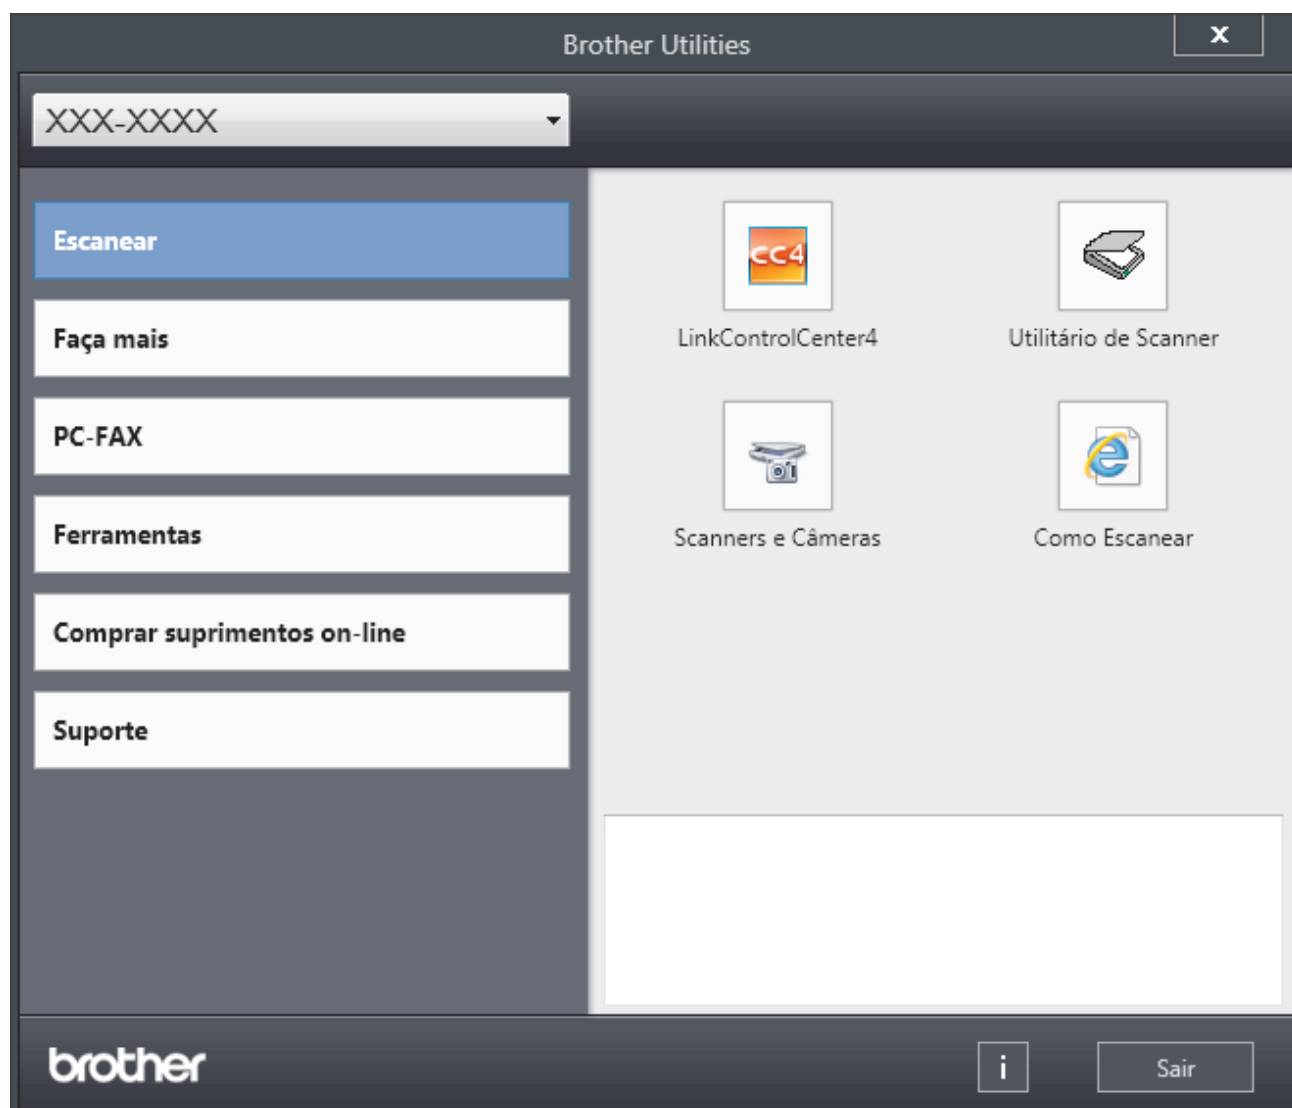 Brother Utilities
x
XXX-XXXX
Escanear
Faça mais
PC-FAX
Ferramentas
Comprar suprimentos on-line
Suporte
CC4
LinkControlCenter4
Utilitário de Scanner
Scanners e Câmeras
Como Escanear
brother
i
Sair